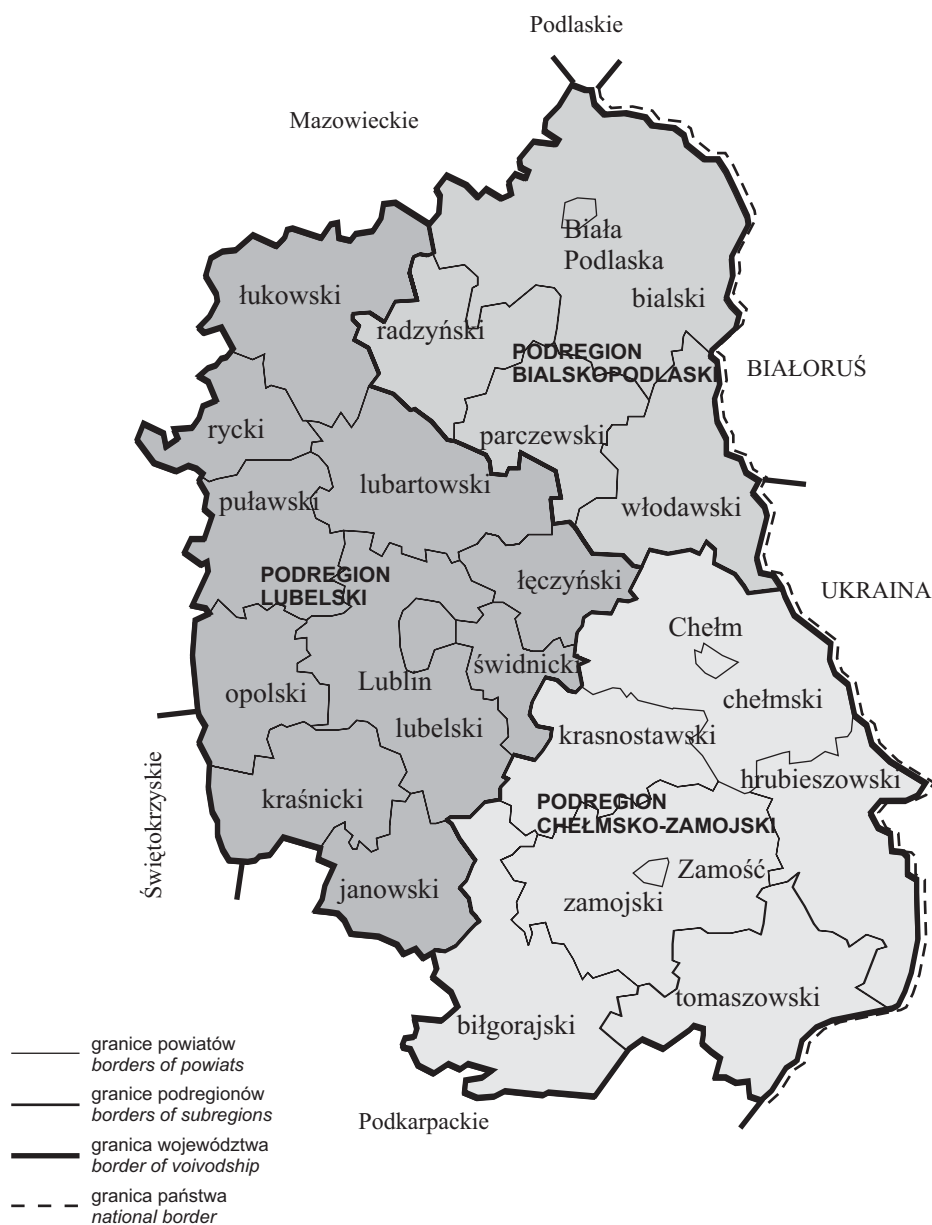 Podlaskie
Mazowieckie
Biała
Podlaska
bialski
łukowski
radzyński
PODREGION
BIALSKOPODLASKI
BIAŁORUŚ
rycki
parczewski
lubartowski
puławski
włodawski
PODREGION
LUBELSKI
łęczyński
UKRAINA
Chełm
świdnicki
opolski
Lublin
chełmski
lubelski
krasnostawski
hrubieszowski
kraśnicki
PODREGION
CHEŁMSKO-ZAMOJSKI
Świętokrzyskie
janowski
Zamość
zamojski
tomaszowski
biłgorajski
Podkarpackie
granice powiatów
borders of powiats
granice podregionów
borders of subregions
granica województwa
border of voivodship
granica państwa
national border